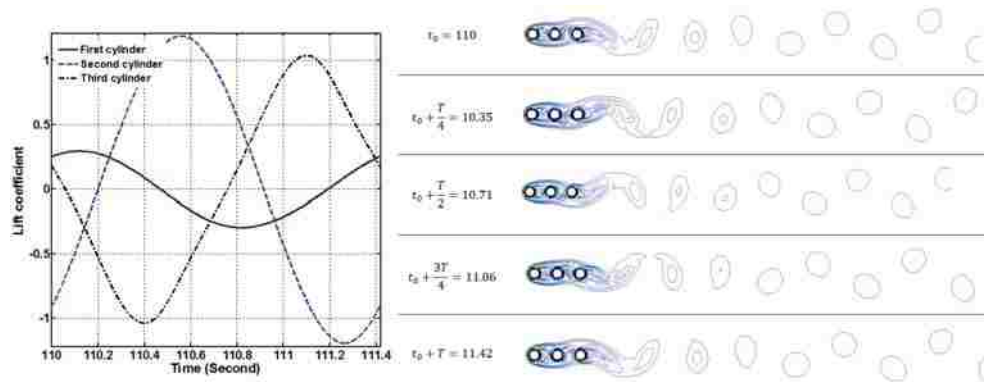 First cylinder
Second cylinder
Third cylinder
1
0.5
0
-0.5
-1
Lift coefficient
110 110.2 110.4 110.6 110.8 111 111.2 111.4
Time (Second)
t₀ = 110
t₀ + T/4 = 10.35
t₀ + T/2 = 10.71
t₀ + 3T/4 = 11.06
t₀ + T = 11.42